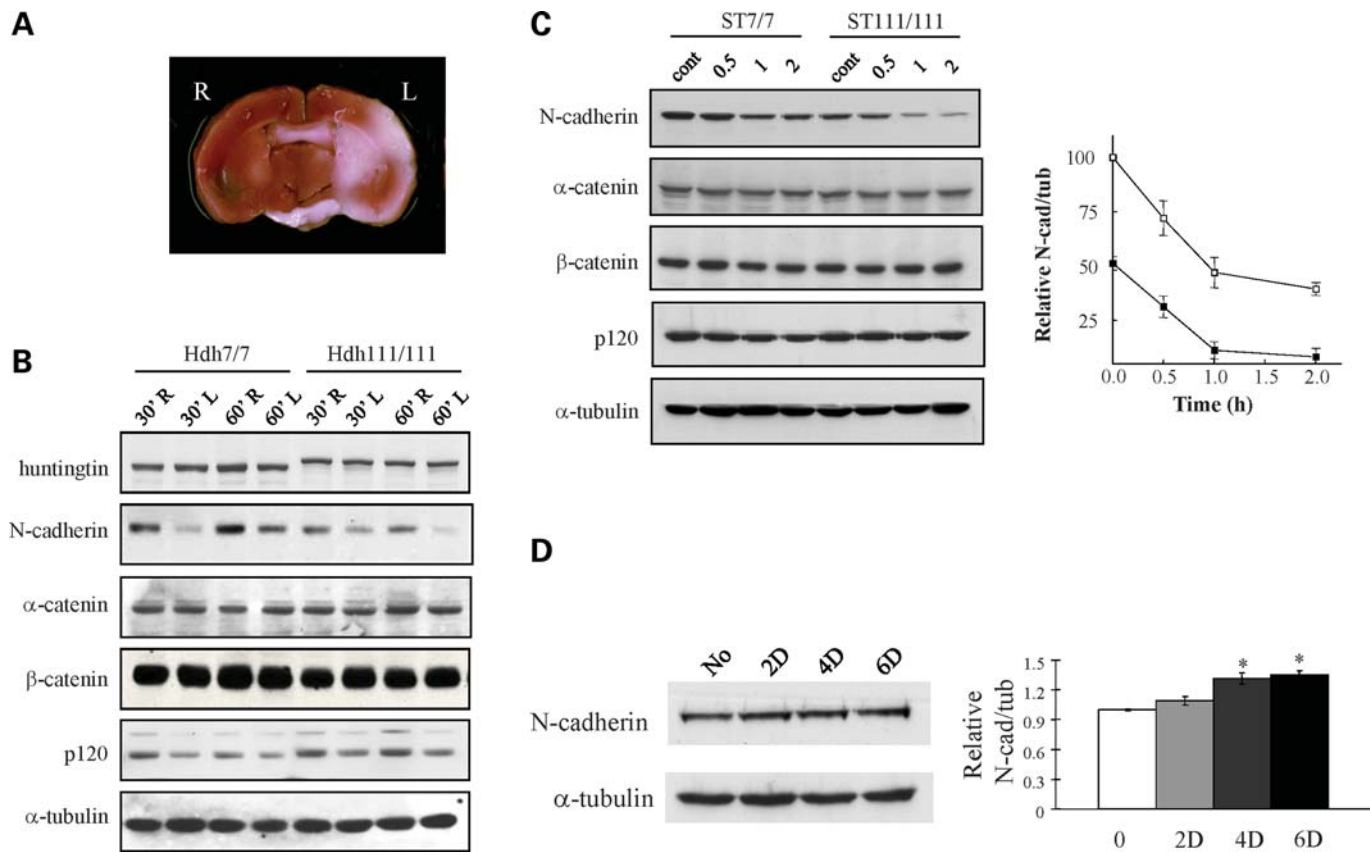 A
R L
B
Hdh7/7 Hdh111/111
30' R 30' L 60' R 60' L 30' R 30' L 60' R 60' L
huntingtin
N-cadherin
α-catenin
β-catenin
p120
α-tubulin
C
ST7/7 ST111/111
cont 0.5 1 2 cont 0.5 1 2
N-cadherin
α-catenin
β-catenin
p120
α-tubulin
Relative N-cad/tub
100
75
50
25
0.0 0.5 1.0 1.5 2.0
Time (h)
D
No 2D 4D 6D
N-cadherin
α-tubulin
Relative
N-cad/tub
1.5
1.2
0.9
0.6
0.3
0
* *
0 2D 4D 6D